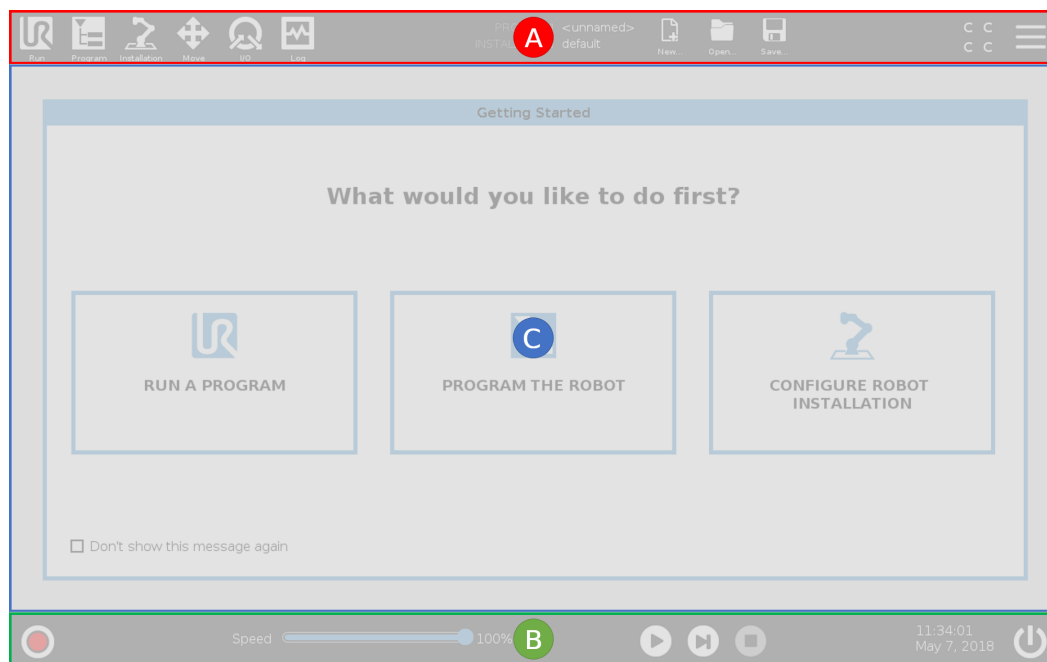 A
<unnamed>
default
C C
C C
Run
Program
Installation
Move
I/O
Log
New...
Open...
Save...
Getting Started
What would you like to do first?
C
RUN A PROGRAM
PROGRAM THE ROBOT
CONFIGURE ROBOT
INSTALLATION
Don't show this message again
Speed
100%
B
11:34:01
May 7, 2018